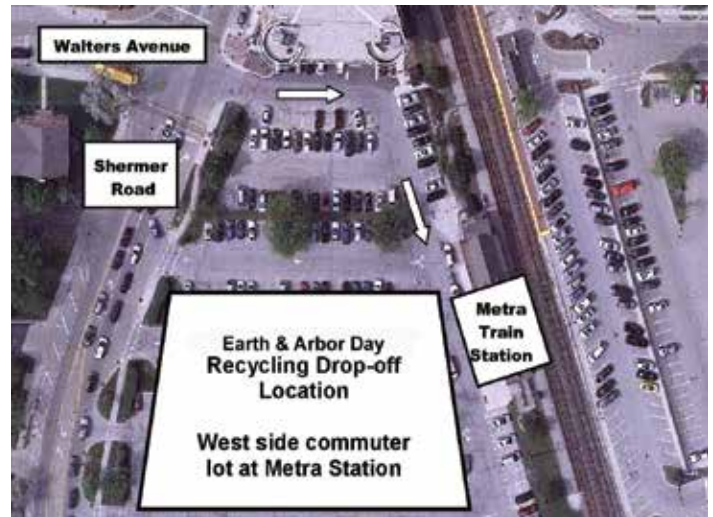 Walters Avenue
Shermer
Road
Metra
Train
Station
Earth & Arbor Day
Recycling Drop-off
Location
West side commuter
lot at Metra Station